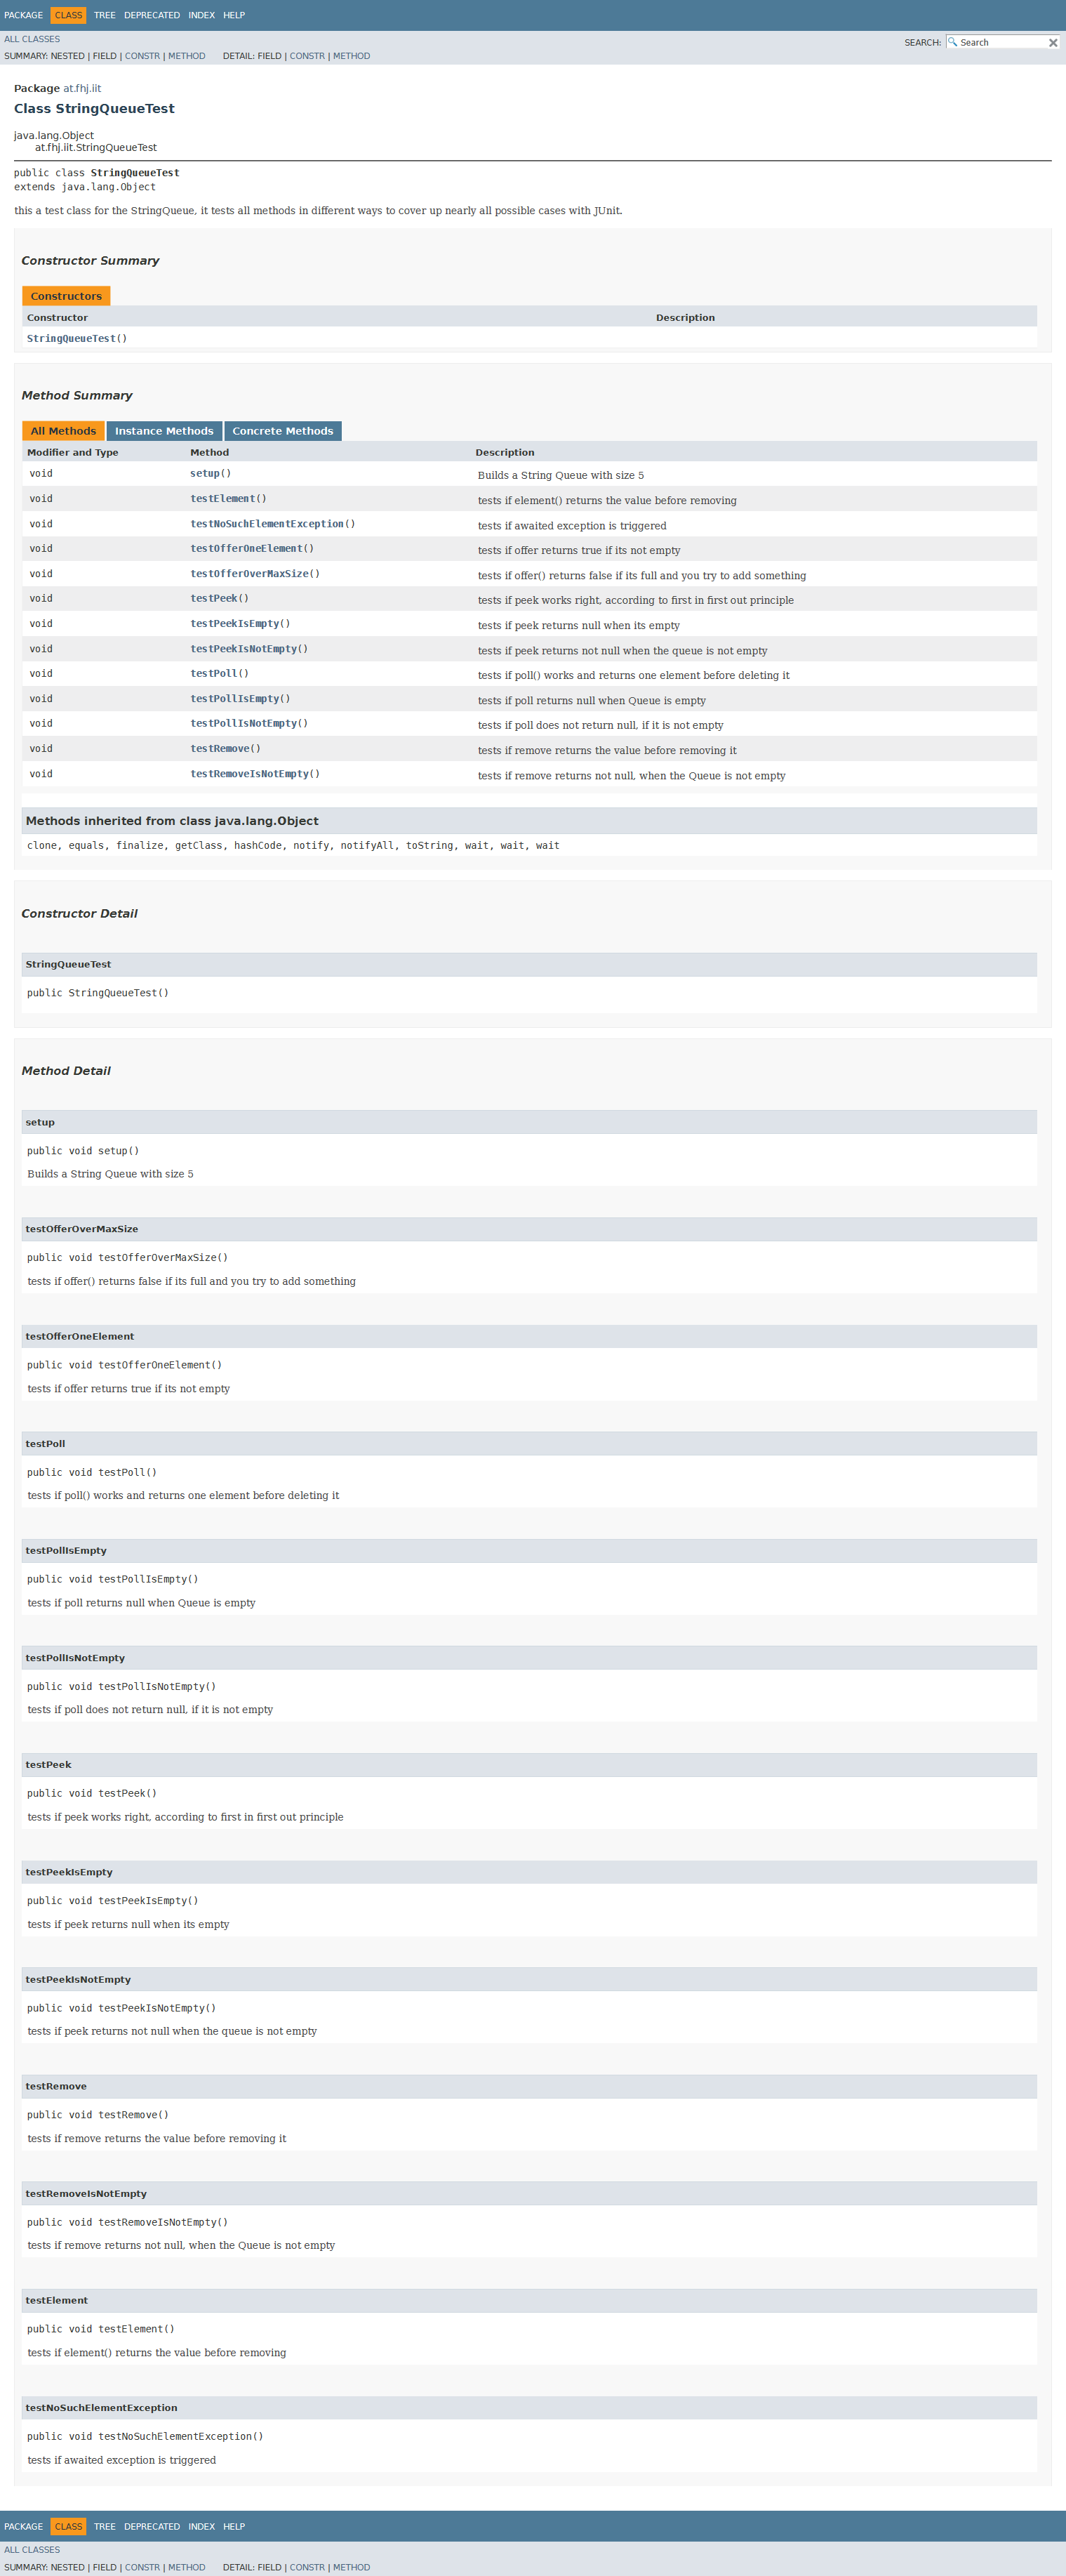 PACKAGE CLASS TREE DEPRECATED INDEX HELP
ALL CLASSES
SEARCH: Search
SUMMARY: NESTED | FIELD | CONSTR | METHOD DETAIL: FIELD | CONSTR | METHOD
Package at.fhj.iit
Class StringQueueTest
java.lang.Object
at.fhj.iit.StringQueueTest
public class StringQueueTest
extends java.lang.Object
this a test class for the StringQueue, it tests all methods in different ways to cover up nearly all possible cases with JUnit.
Constructor Summary
Constructors
Constructor Description
StringQueueTest()
Method Summary
All Methods Instance Methods Concrete Methods
Modifier and Type Method Description
void setup() Builds a String Queue with size 5
void testElement() tests if element() returns the value before removing
void testNoSuchElementException() tests if awaited exception is triggered
void testOfferOneElement() tests if offer returns true if its not empty
void testOfferOverMaxSize() tests if offer() returns false if its full and you try to add something
void testPeek() tests if peek works right, according to first in first out principle
void testPeekIsEmpty() tests if peek returns null when its empty
void testPeekIsNotEmpty() tests if peek returns not null when the queue is not empty
void testPoll() tests if poll() works and returns one element before deleting it
void testPollIsEmpty() tests if poll returns null when Queue is empty
void testPollIsNotEmpty() tests if poll does not return null, if it is not empty
void testRemove() tests if remove returns the value before removing it
void testRemoveIsNotEmpty() tests if remove returns not null, when the Queue is not empty
Methods inherited from class java.lang.Object
clone, equals, finalize, getClass, hashCode, notify, notifyAll, toString, wait, wait, wait
Constructor Detail
StringQueueTest
public StringQueueTest()
Method Detail
setup
public void setup()
Builds a String Queue with size 5
testOfferOverMaxSize
public void testOfferOverMaxSize()
tests if offer() returns false if its full and you try to add something
testOfferOneElement
public void testOfferOneElement()
tests if offer returns true if its not empty
testPoll
public void testPoll()
tests if poll() works and returns one element before deleting it
testPollIsEmpty
public void testPollIsEmpty()
tests if poll returns null when Queue is empty
testPollIsNotEmpty
public void testPollIsNotEmpty()
tests if poll does not return null, if it is not empty
testPeek
public void testPeek()
tests if peek works right, according to first in first out principle
testPeekIsEmpty
public void testPeekIsEmpty()
tests if peek returns null when its empty
testPeekIsNotEmpty
public void testPeekIsNotEmpty()
tests if peek returns not null when the queue is not empty
testRemove
public void testRemove()
tests if remove returns the value before removing it
testRemoveIsNotEmpty
public void testRemoveIsNotEmpty()
tests if remove returns not null, when the Queue is not empty
testElement
public void testElement()
tests if element() returns the value before removing
testNoSuchElementException
public void testNoSuchElementException()
tests if awaited exception is triggered
PACKAGE CLASS TREE DEPRECATED INDEX HELP
ALL CLASSES
SUMMARY: NESTED | FIELD | CONSTR | METHOD DETAIL: FIELD | CONSTR | METHOD